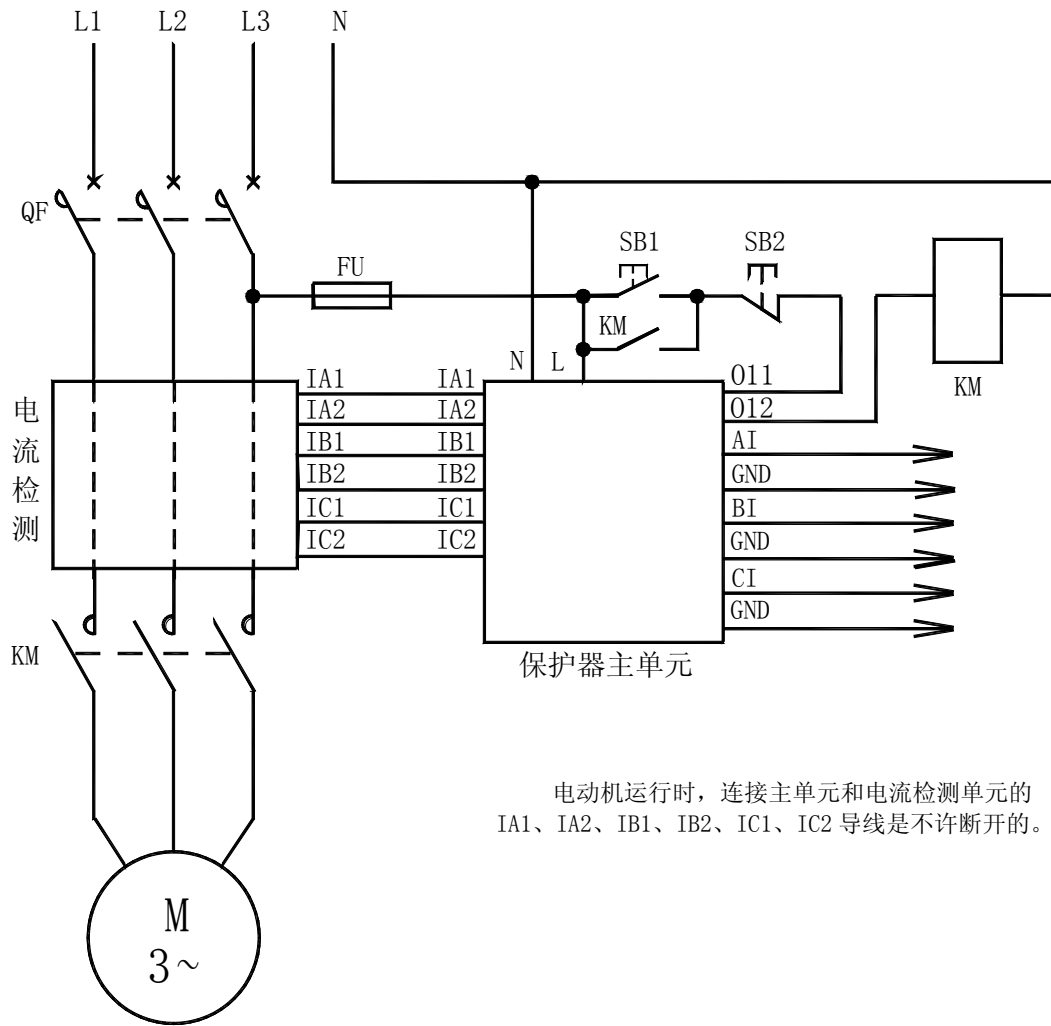 L1 L2 L3 N
QF
SB1 SB2
FU
KM
N L
KM
IA1 IA1 O11
IA2 IA2 O12
IB1 IB1 AI
IB2 IB2 GND
IC1 IC1 BI
IC2 IC2 GND
CI
GND
电流检测
KM
保护器主单元
电动机运行时，连接主单元和电流检测单元的
IA1、IA2、IB1、IB2、IC1、IC2 导线是不许断开的。
M
3~